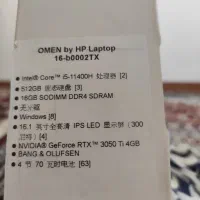 OMEN by HP Laptop
16-b0002TX
• Intel® Core™ i5-11400H 处理器 [2]
• 512GB 固态硬盘 [3]
• 16GB SODIMM DDR4 SDRAM
• 无光驱
• Windows [8]
• 16.1 英寸全高清 IPS LED 显示屏 (300
尼特) [4]
• NVIDIA® GeForce RTX™ 3050 Ti 4GB
• BANG & OLUFSEN
• 4 节 70 瓦时电池 [63]